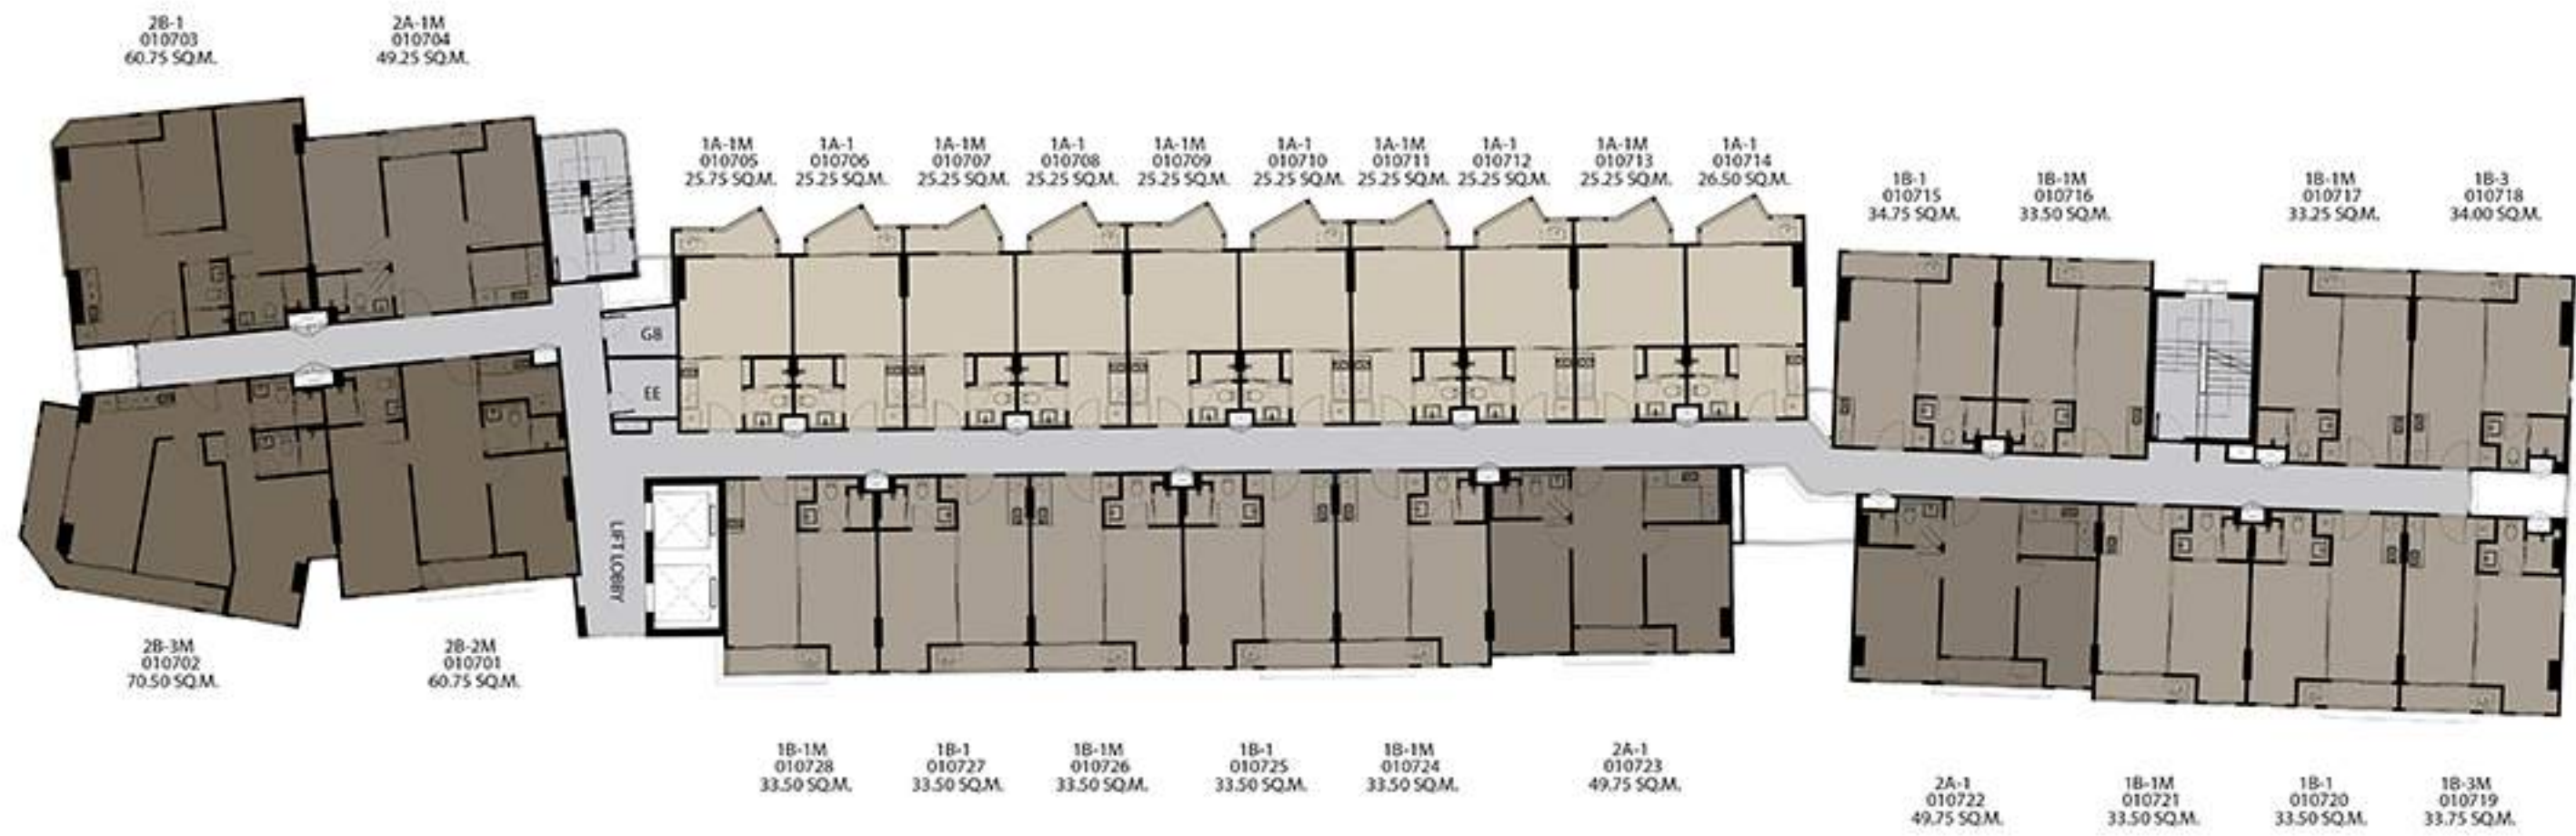 2B-1
010703
60.75 SQ.M.
2A-1M
010704
49.25 SQ.M.
1A-1M
010705
25.75 SQ.M.
1A-1
010706
25.25 SQ.M.
1A-1M
010707
25.25 SQ.M.
1A-1
010708
25.25 SQ.M.
1A-1M
010709
25.25 SQ.M.
1A-1
010710
25.25 SQ.M.
1A-1M
010711
25.25 SQ.M.
1A-1
010712
25.25 SQ.M.
1A-1M
010713
25.25 SQ.M.
1A-1
010714
26.50 SQ.M.
1B-1
010715
34.75 SQ.M.
1B-1M
010716
33.50 SQ.M.
1B-1M
010717
33.25 SQ.M.
1B-3
010718
34.00 SQ.M.
GB
EE
LIFT LOBBY
2B-3M
010702
70.50 SQ.M.
2B-2M
010701
60.75 SQ.M.
1B-1M
010728
33.50 SQ.M.
1B-1
010727
33.50 SQ.M.
1B-1M
010726
33.50 SQ.M.
1B-1
010725
33.50 SQ.M.
1B-1M
010724
33.50 SQ.M.
2A-1
010723
49.75 SQ.M.
2A-1
010722
49.75 SQ.M.
1B-1M
010721
33.50 SQ.M.
1B-1
010720
33.50 SQ.M.
1B-3M
010719
33.75 SQ.M.